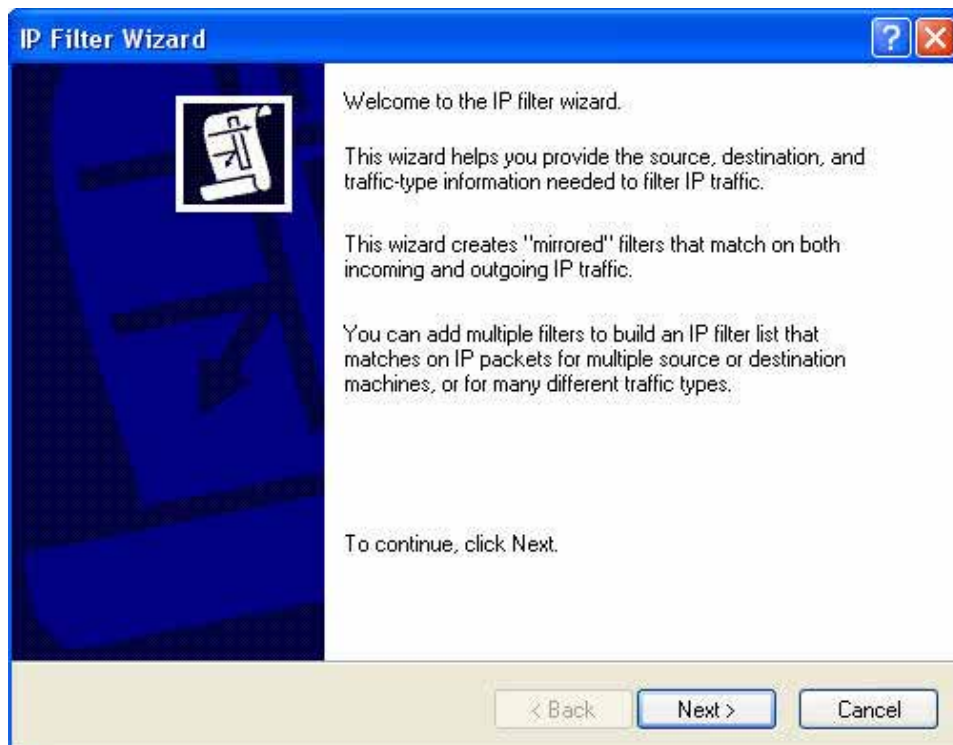 IP Filter Wizard
Welcome to the IP filter wizard.
This wizard helps you provide the source, destination, and
traffic-type information needed to filter IP traffic.
This wizard creates "mirrored" filters that match on both
incoming and outgoing IP traffic.
You can add multiple filters to build an IP filter list that
matches on IP packets for multiple source or destination
machines, or for many different traffic types.
To continue, click Next.
< Back
Next >
Cancel